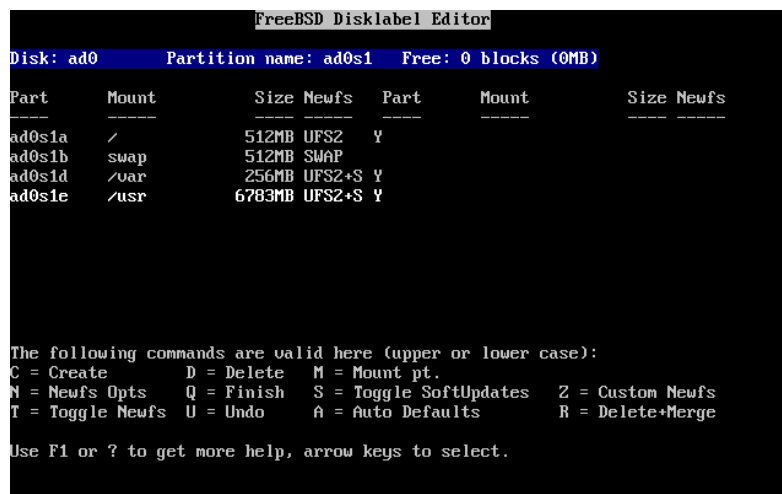 FreeBSD Disklabel Editor
Disk: ad0 Partition name: ad0s1 Free: 0 blocks (0MB)
Part Mount Size Newfs Part Mount Size Newfs
---- ----- ---- ----- ---- ----- ---- -----
ad0s1a / 512MB UFS2 Y
ad0s1b swap 512MB SWAP
ad0s1d /var 256MB UFS2+S Y
ad0s1e /usr 6783MB UFS2+S Y
The following commands are valid here (upper or lower case):
C = Create D = Delete M = Mount pt.
N = Newfs Opts Q = Finish S = Toggle SoftUpdates Z = Custom Newfs
T = Toggle Newfs U = Undo A = Auto Defaults R = Delete+Merge
Use F1 or ? to get more help, arrow keys to select.